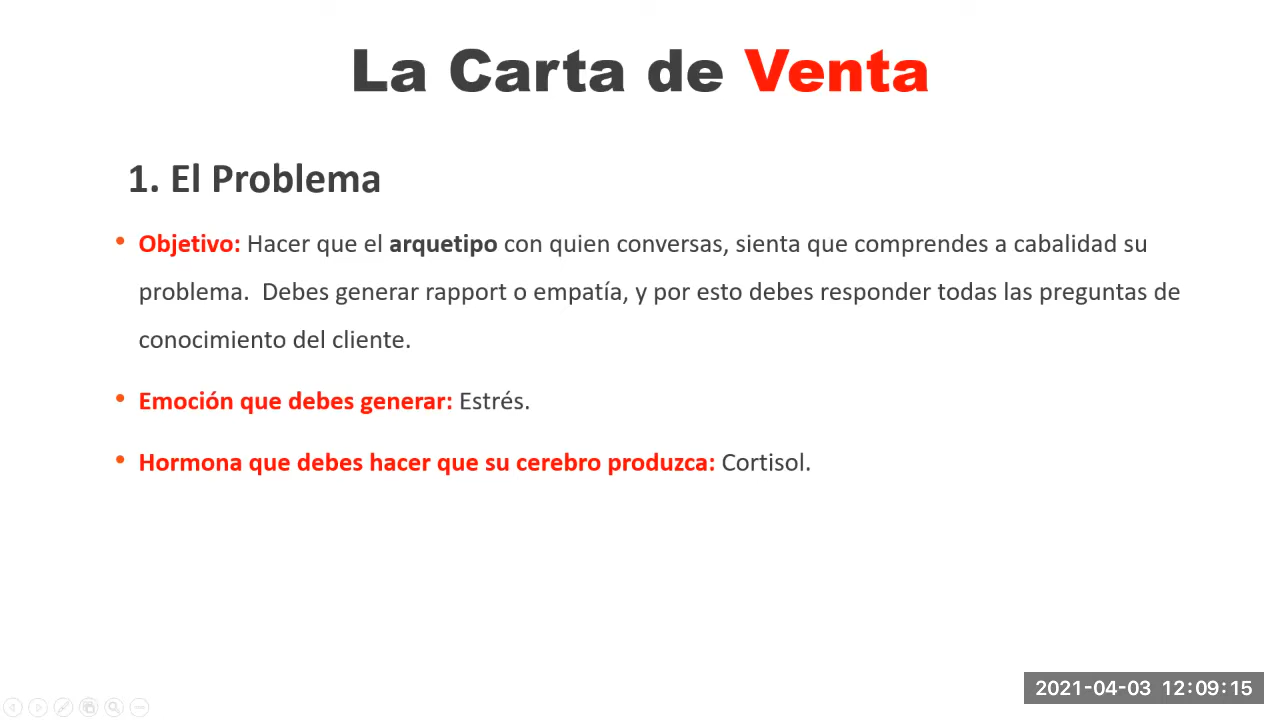 La Carta de Venta
1. El Problema
• Objetivo: Hacer que el arquetipo con quien conversas, sienta que comprendes a cabalidad su
problema.  Debes generar rapport o empatía, y por esto debes responder todas las preguntas de
conocimiento del cliente.
• Emoción que debes generar: Estrés.
• Hormona que debes hacer que su cerebro produzca: Cortisol.
2021-04-03 12:09:15